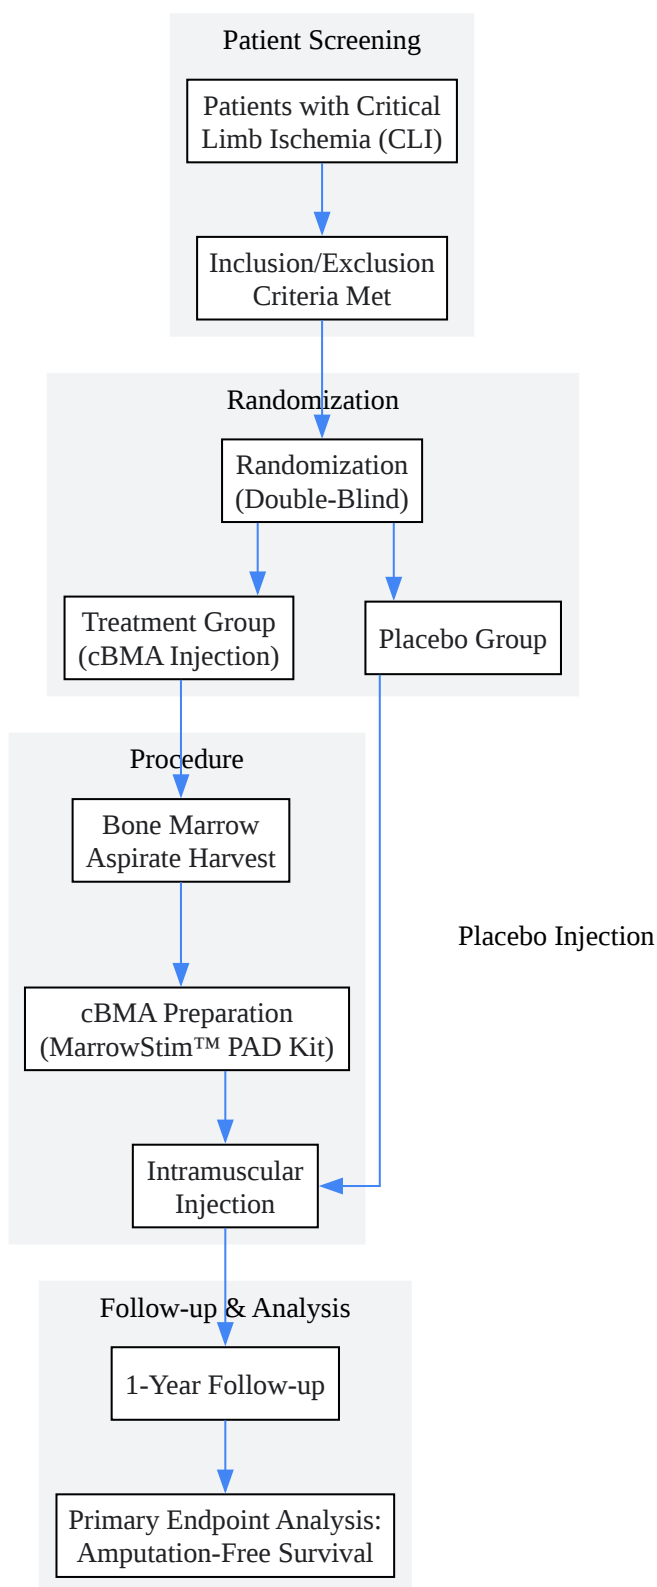 Patient Screening
Patients with Critical
Limb Ischemia (CLI)
Inclusion/Exclusion
Criteria Met
Randomization
Randomization
(Double-Blind)
Treatment Group
(cBMA Injection)
Placebo Group
Procedure
Bone Marrow
Aspirate Harvest
Placebo Injection
cBMA Preparation
(MarrowStim™ PAD Kit)
Intramuscular
Injection
Follow-up & Analysis
1-Year Follow-up
Primary Endpoint Analysis:
Amputation-Free Survival